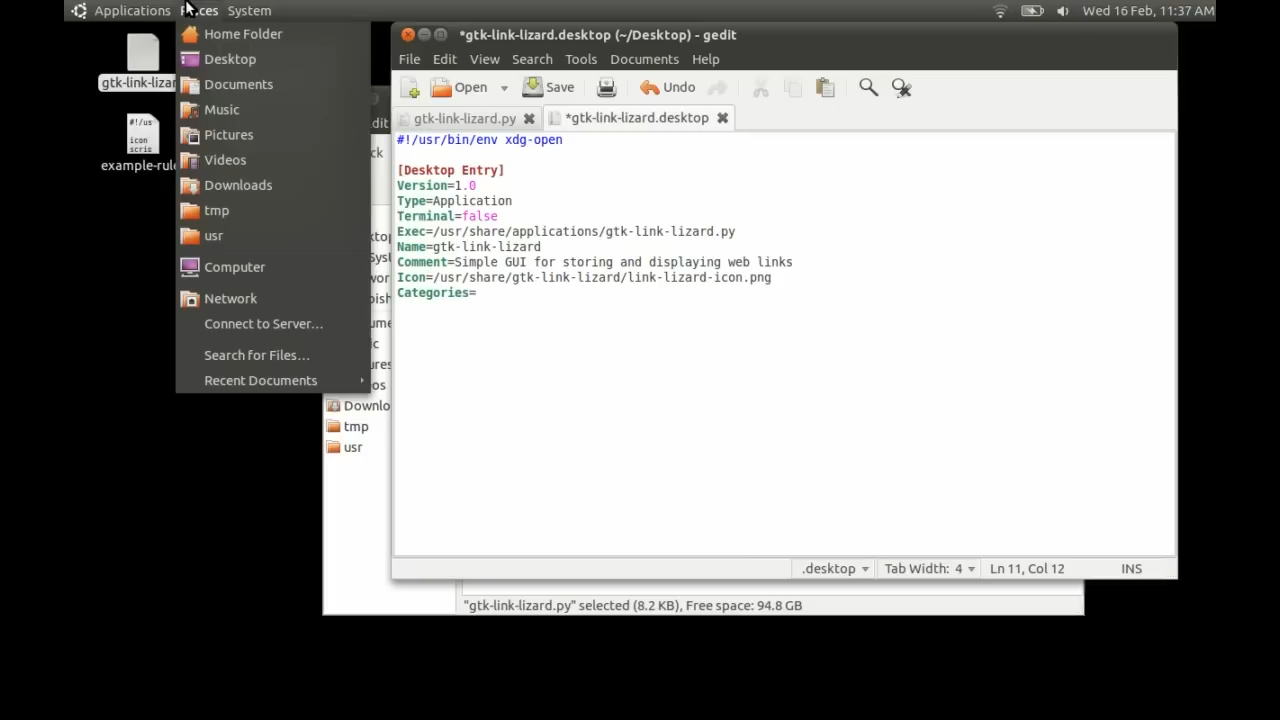 Applications
System
Wed 16 Feb, 11:37 AM
gtk-link-lizar
#!/us
icon
scrip
example-rul
Home Folder
Desktop
Documents
Music
Pictures
Videos
Downloads
tmp
usr
Computer
Network
Connect to Server...
Search for Files...
Recent Documents
Downlo
tmp
usr
*gtk-link-lizard.desktop (~/Desktop) - gedit
File Edit View Search Tools Documents Help
Open Save Undo
gtk-link-lizard.py *gtk-link-lizard.desktop
#!/usr/bin/env xdg-open
[Desktop Entry]
Version=1.0
Type=Application
Terminal=false
Exec=/usr/share/applications/gtk-link-lizard.py
Name=gtk-link-lizard
Comment=Simple GUI for storing and displaying web links
Icon=/usr/share/gtk-link-lizard/link-lizard-icon.png
Categories=
.desktop Tab Width: 4 Ln 11, Col 12 INS
"gtk-link-lizard.py" selected (8.2 KB), Free space: 94.8 GB